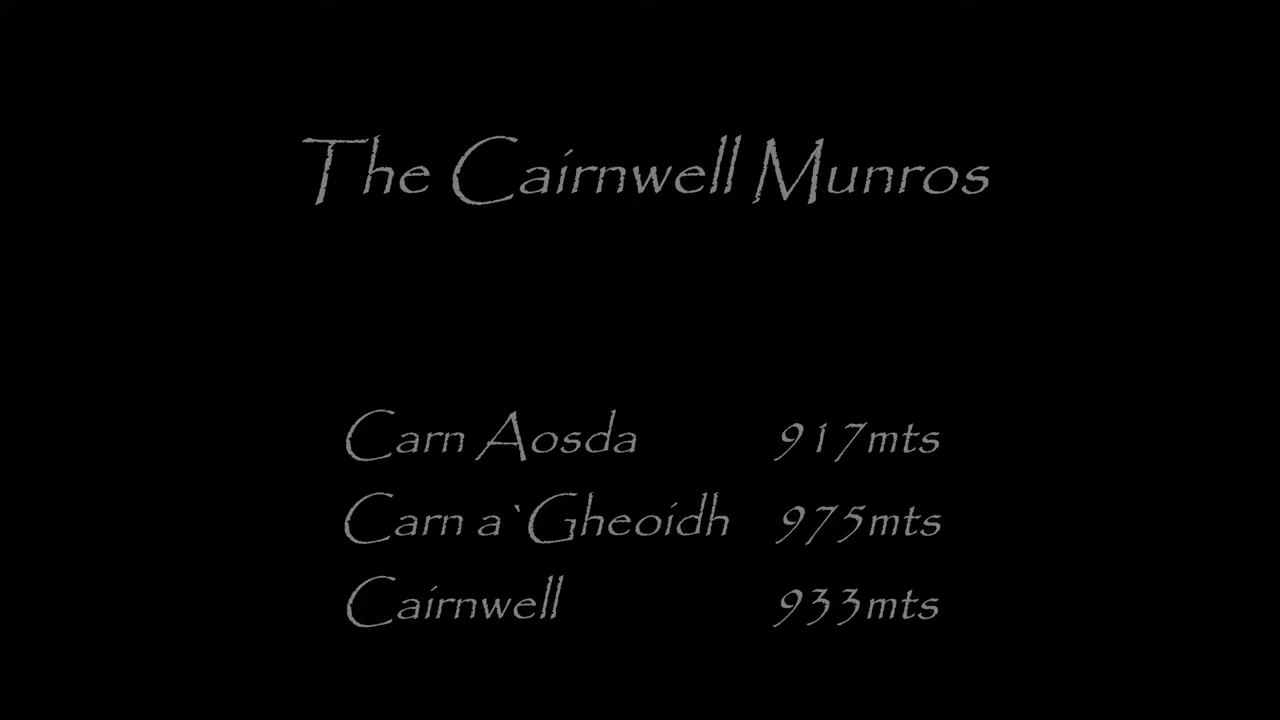 The Cairnwell Munros
Carn Aosda 917mts
Carn a`Gheoidh 975mts
Cairnwell 933mts